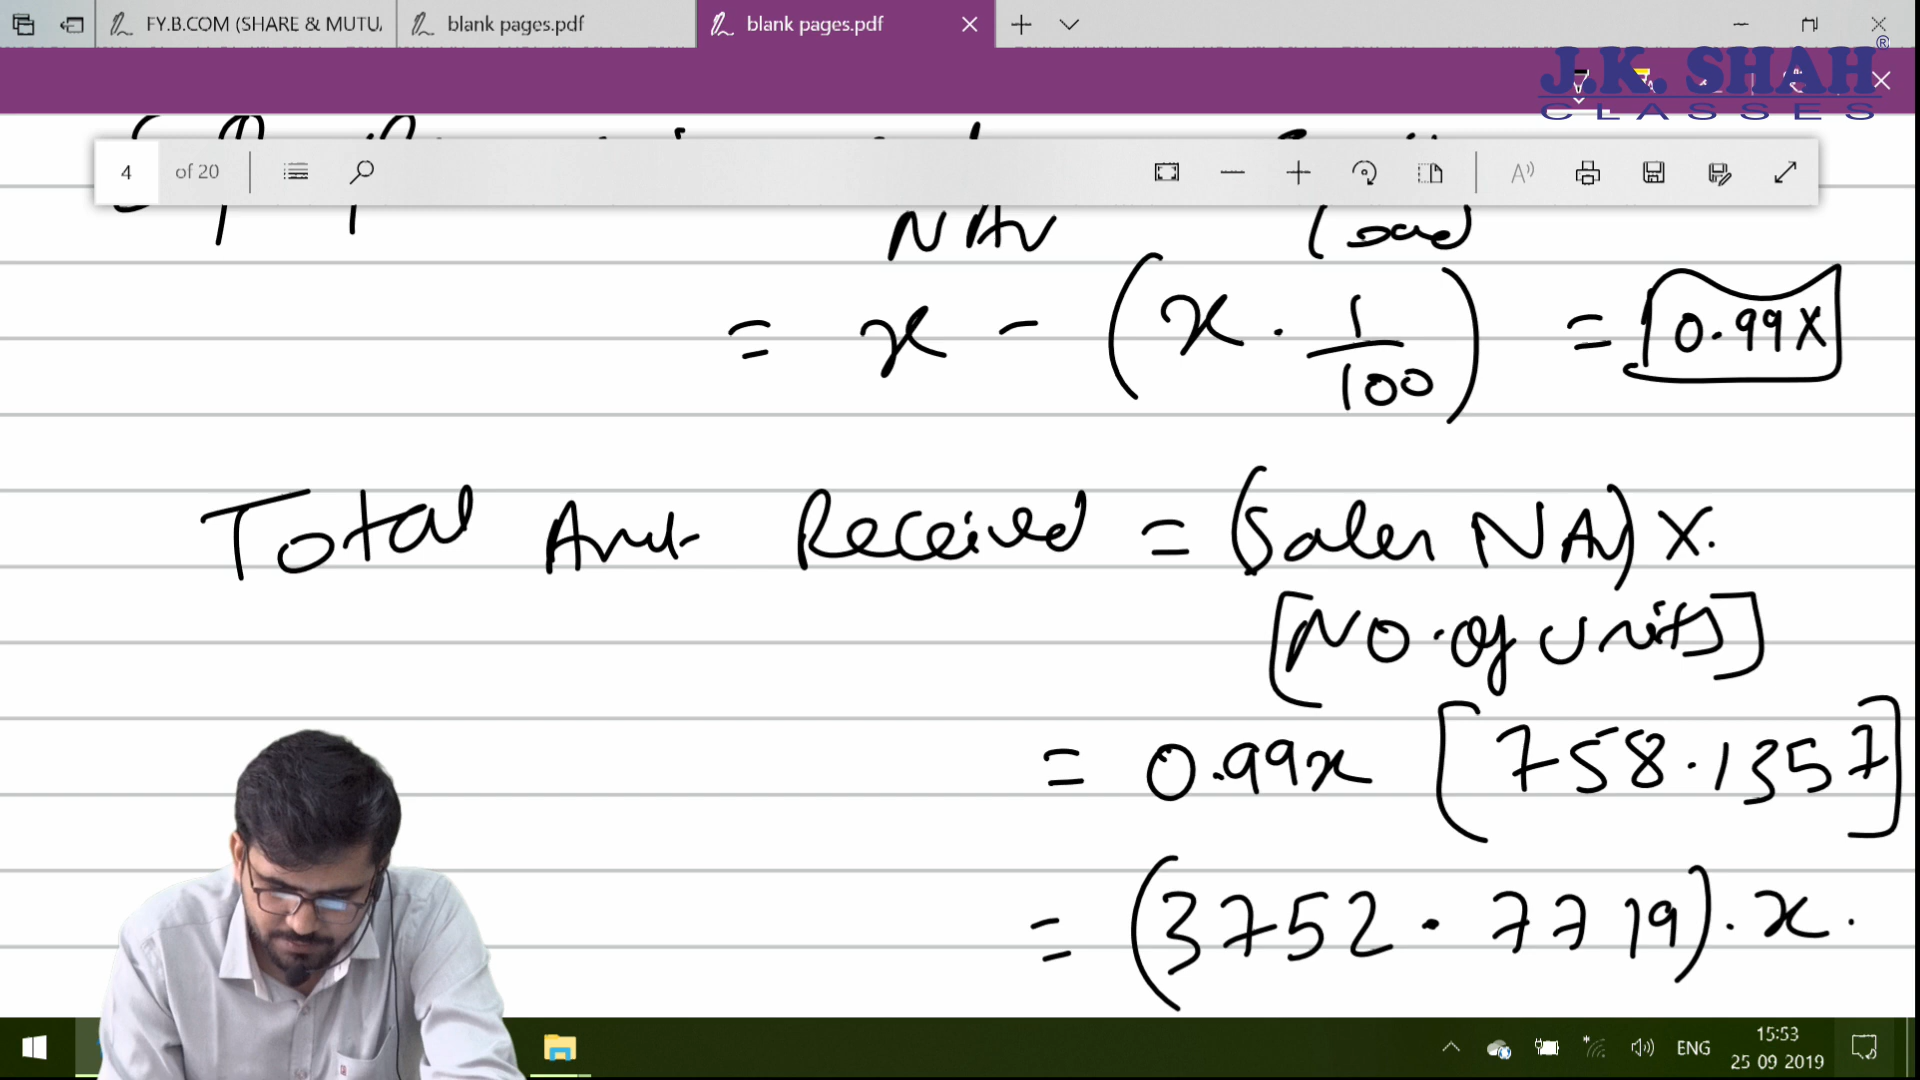 FY.B.COM (SHARE & MUTU
blank pages.pdf
blank pages.pdf
J.K. SHAH®
CLASSES
4 of 20
NAV load
= x - (x · 1/100) = 0.99X
Total Amt Received = (Sales NAV) X.
[NO. of units]
= 0.99x [758.1357]
= (3752.7719).x.
ENG
15:53
25 09 2019